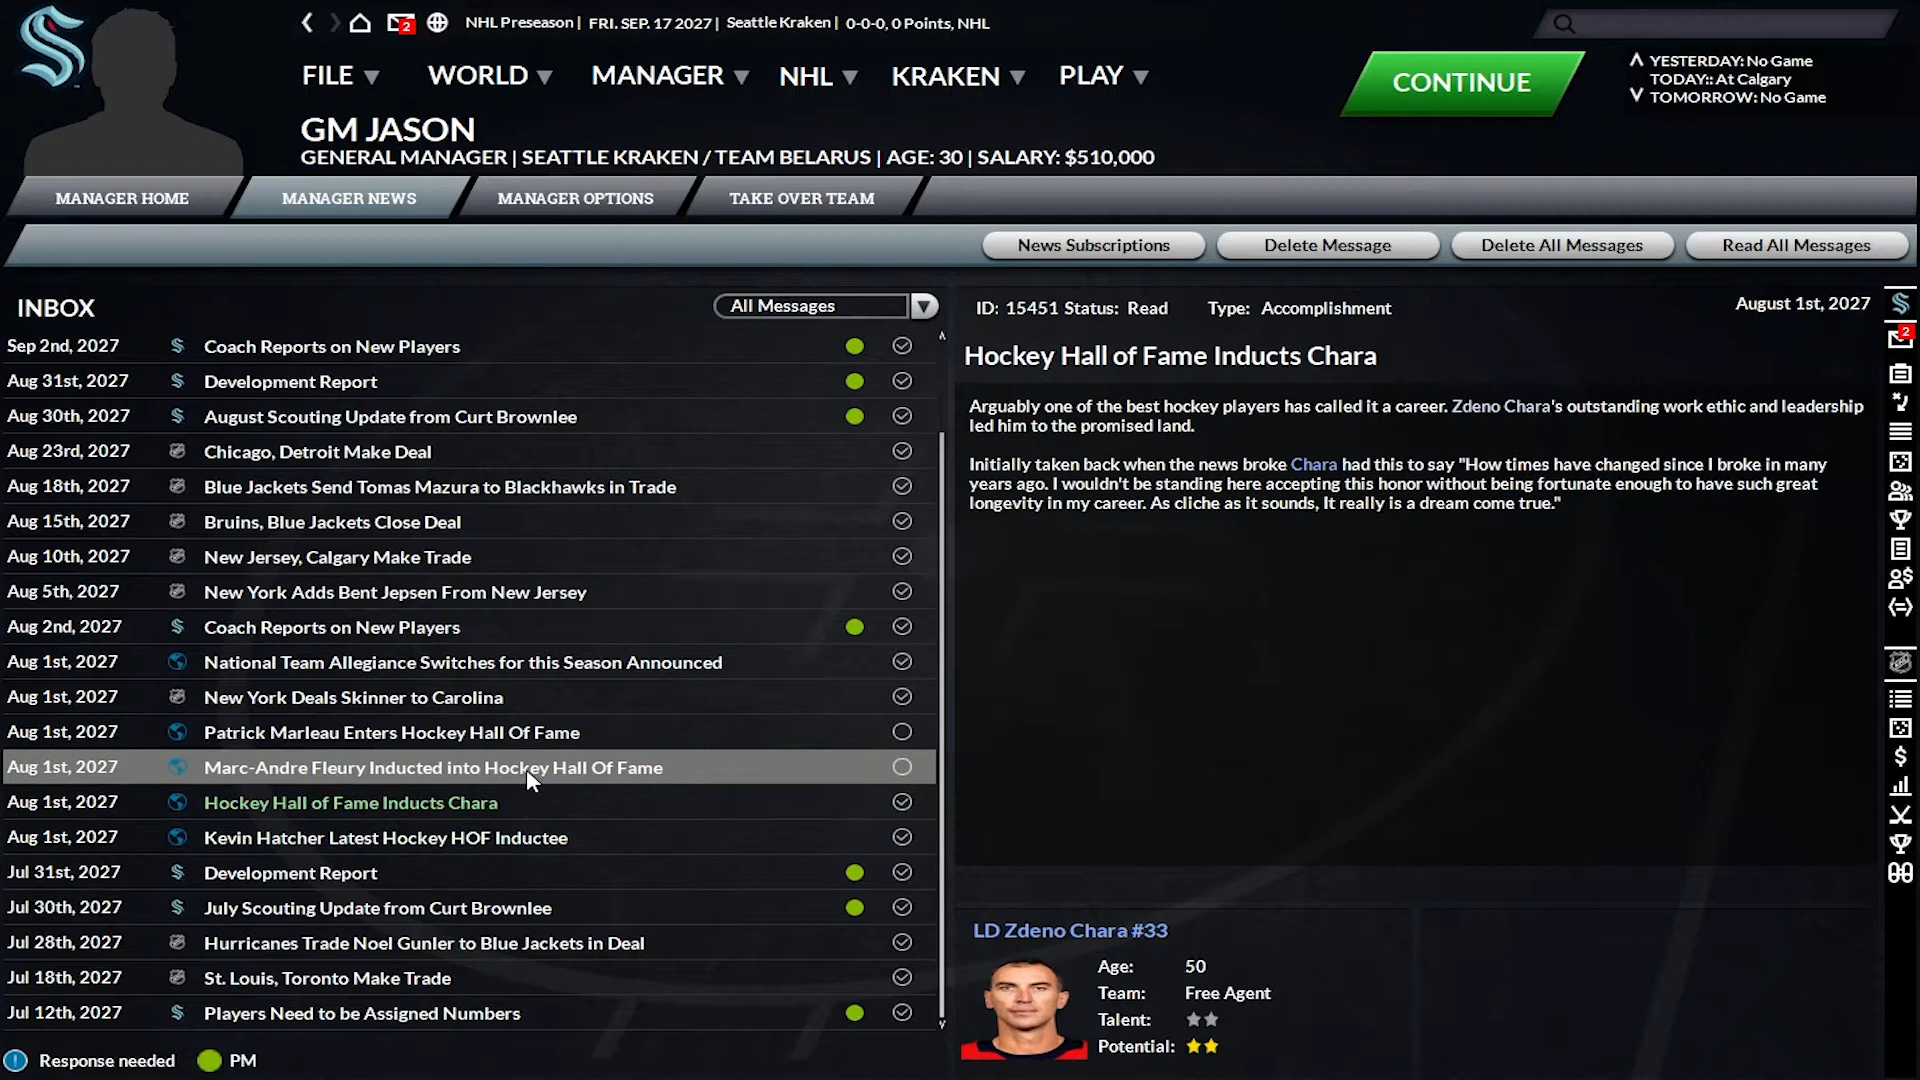 2
NHL Preseason | FRI. SEP. 17 2027 | Seattle Kraken | 0-0-0, 0 Points, NHL
FILE WORLD MANAGER NHL KRAKEN PLAY
CONTINUE
YESTERDAY: No Game
TODAY:: At Calgary
TOMORROW: No Game
GM JASON
GENERAL MANAGER | SEATTLE KRAKEN / TEAM BELARUS | AGE: 30 | SALARY: $510,000
MANAGER HOME MANAGER NEWS MANAGER OPTIONS TAKE OVER TEAM
News Subscriptions Delete Message Delete All Messages Read All Messages
INBOX All Messages
Sep 2nd, 2027 Coach Reports on New Players
Aug 31st, 2027 Development Report
Aug 30th, 2027 August Scouting Update from Curt Brownlee
Aug 23rd, 2027 Chicago, Detroit Make Deal
Aug 18th, 2027 Blue Jackets Send Tomas Mazura to Blackhawks in Trade
Aug 15th, 2027 Bruins, Blue Jackets Close Deal
Aug 10th, 2027 New Jersey, Calgary Make Trade
Aug 5th, 2027 New York Adds Bent Jepsen From New Jersey
Aug 2nd, 2027 Coach Reports on New Players
Aug 1st, 2027 National Team Allegiance Switches for this Season Announced
Aug 1st, 2027 New York Deals Skinner to Carolina
Aug 1st, 2027 Patrick Marleau Enters Hockey Hall Of Fame
Aug 1st, 2027 Marc-Andre Fleury Inducted into Hockey Hall Of Fame
Aug 1st, 2027 Hockey Hall of Fame Inducts Chara
Aug 1st, 2027 Kevin Hatcher Latest Hockey HOF Inductee
Jul 31st, 2027 Development Report
Jul 30th, 2027 July Scouting Update from Curt Brownlee
Jul 28th, 2027 Hurricanes Trade Noel Gunler to Blue Jackets in Deal
Jul 18th, 2027 St. Louis, Toronto Make Trade
Jul 12th, 2027 Players Need to be Assigned Numbers
Response needed PM
ID: 15451 Status: Read Type: Accomplishment August 1st, 2027
Hockey Hall of Fame Inducts Chara
Arguably one of the best hockey players has called it a career. Zdeno Chara's outstanding work ethic and leadership
led him to the promised land.
Initially taken back when the news broke Chara had this to say "How times have changed since I broke in many
years ago. I wouldn't be standing here accepting this honor without being fortunate enough to have such great
longevity in my career. As cliche as it sounds, It really is a dream come true."
LD Zdeno Chara #33
Age: 50
Team: Free Agent
Talent:
Potential:
2